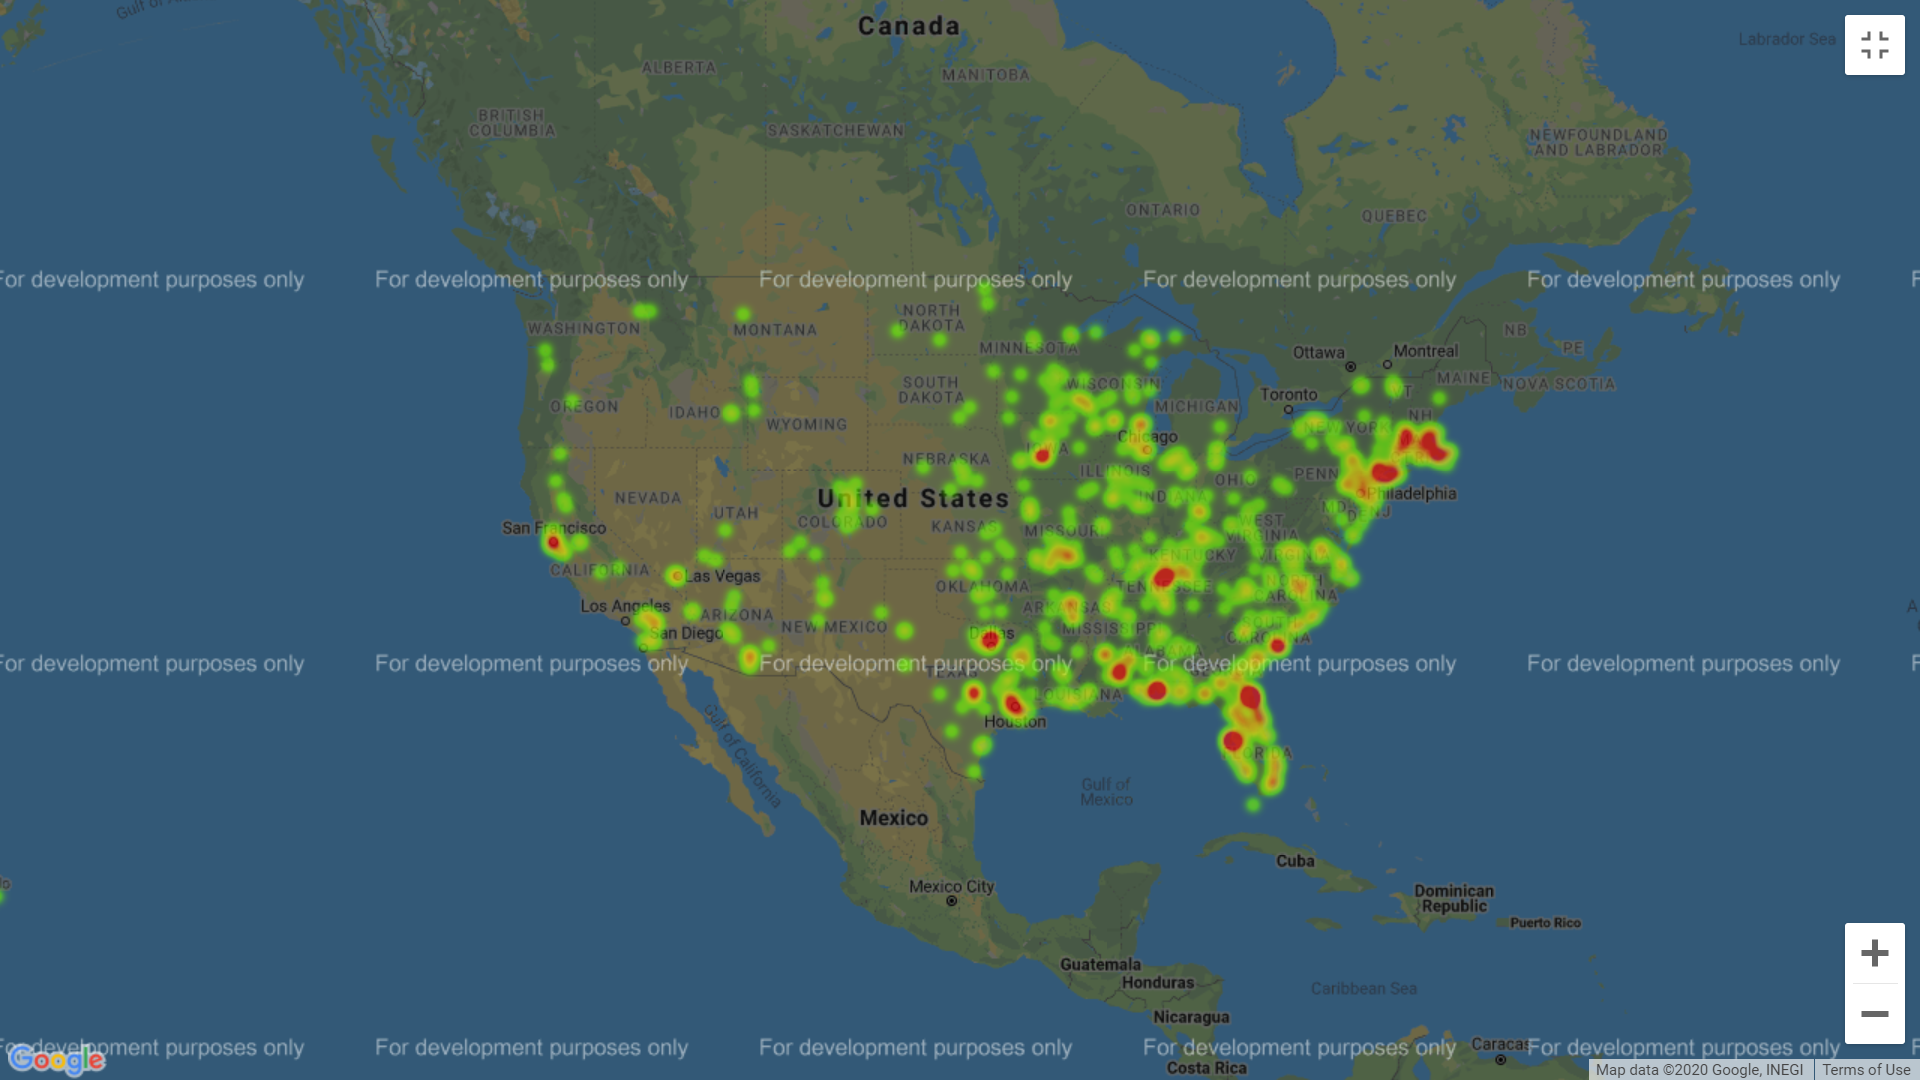 Canada
Labrador Sea
ALBERTA
MANITOBA
BRITISH
COLUMBIA
SASKATCHEWAN
NEWFOUNDLAND
AND LABRADOR
ONTARIO
QUEBEC
For development purposes only
For development purposes only
For development purposes only
For development purposes only
For development purposes only
NORTH
DAKOTA
WASHINGTON
MONTANA
NB
MINNESOTA
PE
Ottawa
Montreal
SOUTH
DAKOTA
WISCONSIN
VT
MAINE
NOVA SCOTIA
Toronto
OREGON
IDAHO
MICHIGAN
NH
WYOMING
NEW YORK
Chicago
IOWA
NEBRASKA
ILLINOIS
OHIO
PENN
United States
NEVADA
INDIANA
Philadelphia
UTAH
MD
DE
NJ
COLORADO
KANSAS
MISSOURI
WEST
VIRGINIA
San Francisco
KENTUCKY
VIRGINIA
CALIFORNIA
Las Vegas
OKLAHOMA
TENNESSEE
NORTH
CAROLINA
Los Angeles
ARIZONA
NEW MEXICO
ARKANSAS
MISSISSIPPI
SOUTH
CAROLINA
San Diego
Dallas
ALABAMA
For development purposes only
For development purposes only
For development purposes only
For development purposes only
For development purposes only
TEXAS
GEORGIA
LOUISIANA
Houston
Gulf of California
FLORIDA
Gulf of
Mexico
Mexico
Cuba
Mexico City
Dominican
Republic
Puerto Rico
Guatemala
Honduras
Caribbean Sea
Nicaragua
Caracas
For development purposes only
For development purposes only
For development purposes only
For development purposes only
For development purposes only
Google
Costa Rica
Map data ©2020 Google, INEGI
Terms of Use